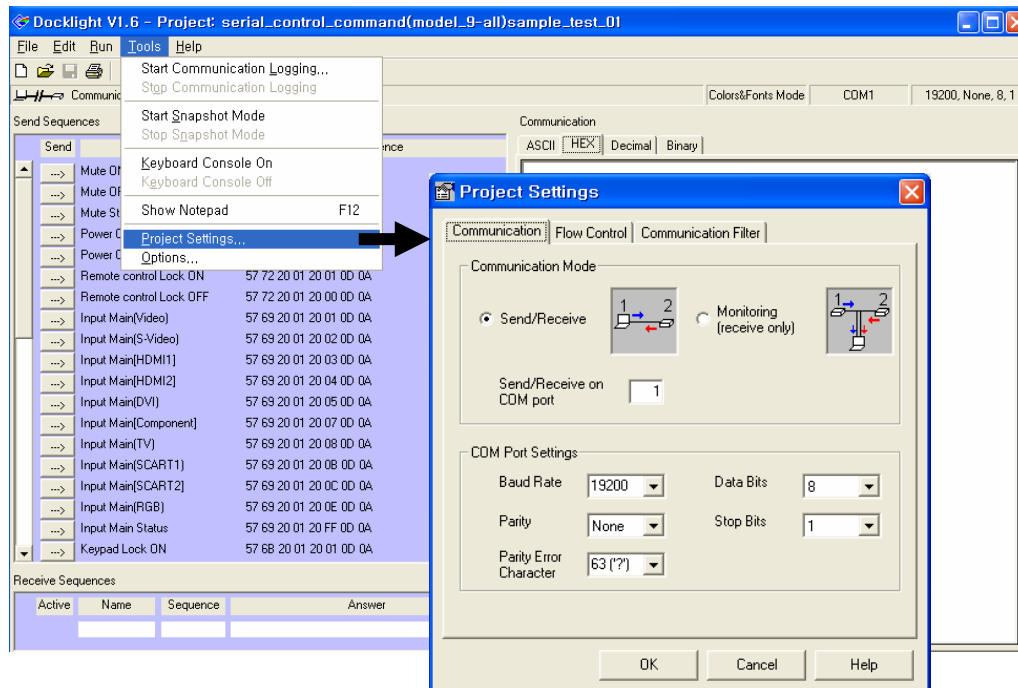 Docklight V1.6 - Project: serial_control_command(model_9-all)sample_test_01
File Edit Run Tools Help
Start Communication Logging...
Stop Communication Logging
Start Snapshot Mode
Stop Snapshot Mode
Keyboard Console On
Keyboard Console Off
Show Notepad F12
Project Settings...
Options...
Colors&Fonts Mode COM1 19200, None, 8, 1
Send Sequences
Send
Mute
Mute
Mute
Power
Power
Remote control Lock ON 57 72 20 01 20 01 0D 0A
Remote control Lock OFF 57 72 20 01 20 00 0D 0A
Input Main(Video) 57 69 20 01 20 01 0D 0A
Input Main(S-Video) 57 69 20 01 20 02 0D 0A
Input Main(HDMI1) 57 69 20 01 20 03 0D 0A
Input Main(HDMI2) 57 69 20 01 20 04 0D 0A
Input Main(DVI) 57 69 20 01 20 05 0D 0A
Input Main(Component) 57 69 20 01 20 07 0D 0A
Input Main(TV) 57 69 20 01 20 08 0D 0A
Input Main(SCART1) 57 69 20 01 20 0B 0D 0A
Input Main(SCART2) 57 69 20 01 20 0C 0D 0A
Input Main(RGB) 57 69 20 01 20 0E 0D 0A
Input Main Status 57 69 20 01 20 FF 0D 0A
Keypad Lock ON 57 6B 20 01 20 01 0D 0A
Receive Sequences
Active Name Sequence Answer
Communication
ASCII HEX Decimal Binary
Project Settings
Communication Flow Control Communication Filter
Communication Mode
Send/Receive
1 2
Monitoring
(receive only)
1 2
Send/Receive on
COM port
1
COM Port Settings
Baud Rate 19200 Data Bits 8
Parity None Stop Bits 1
Parity Error
Character
63 ('?')
OK Cancel Help